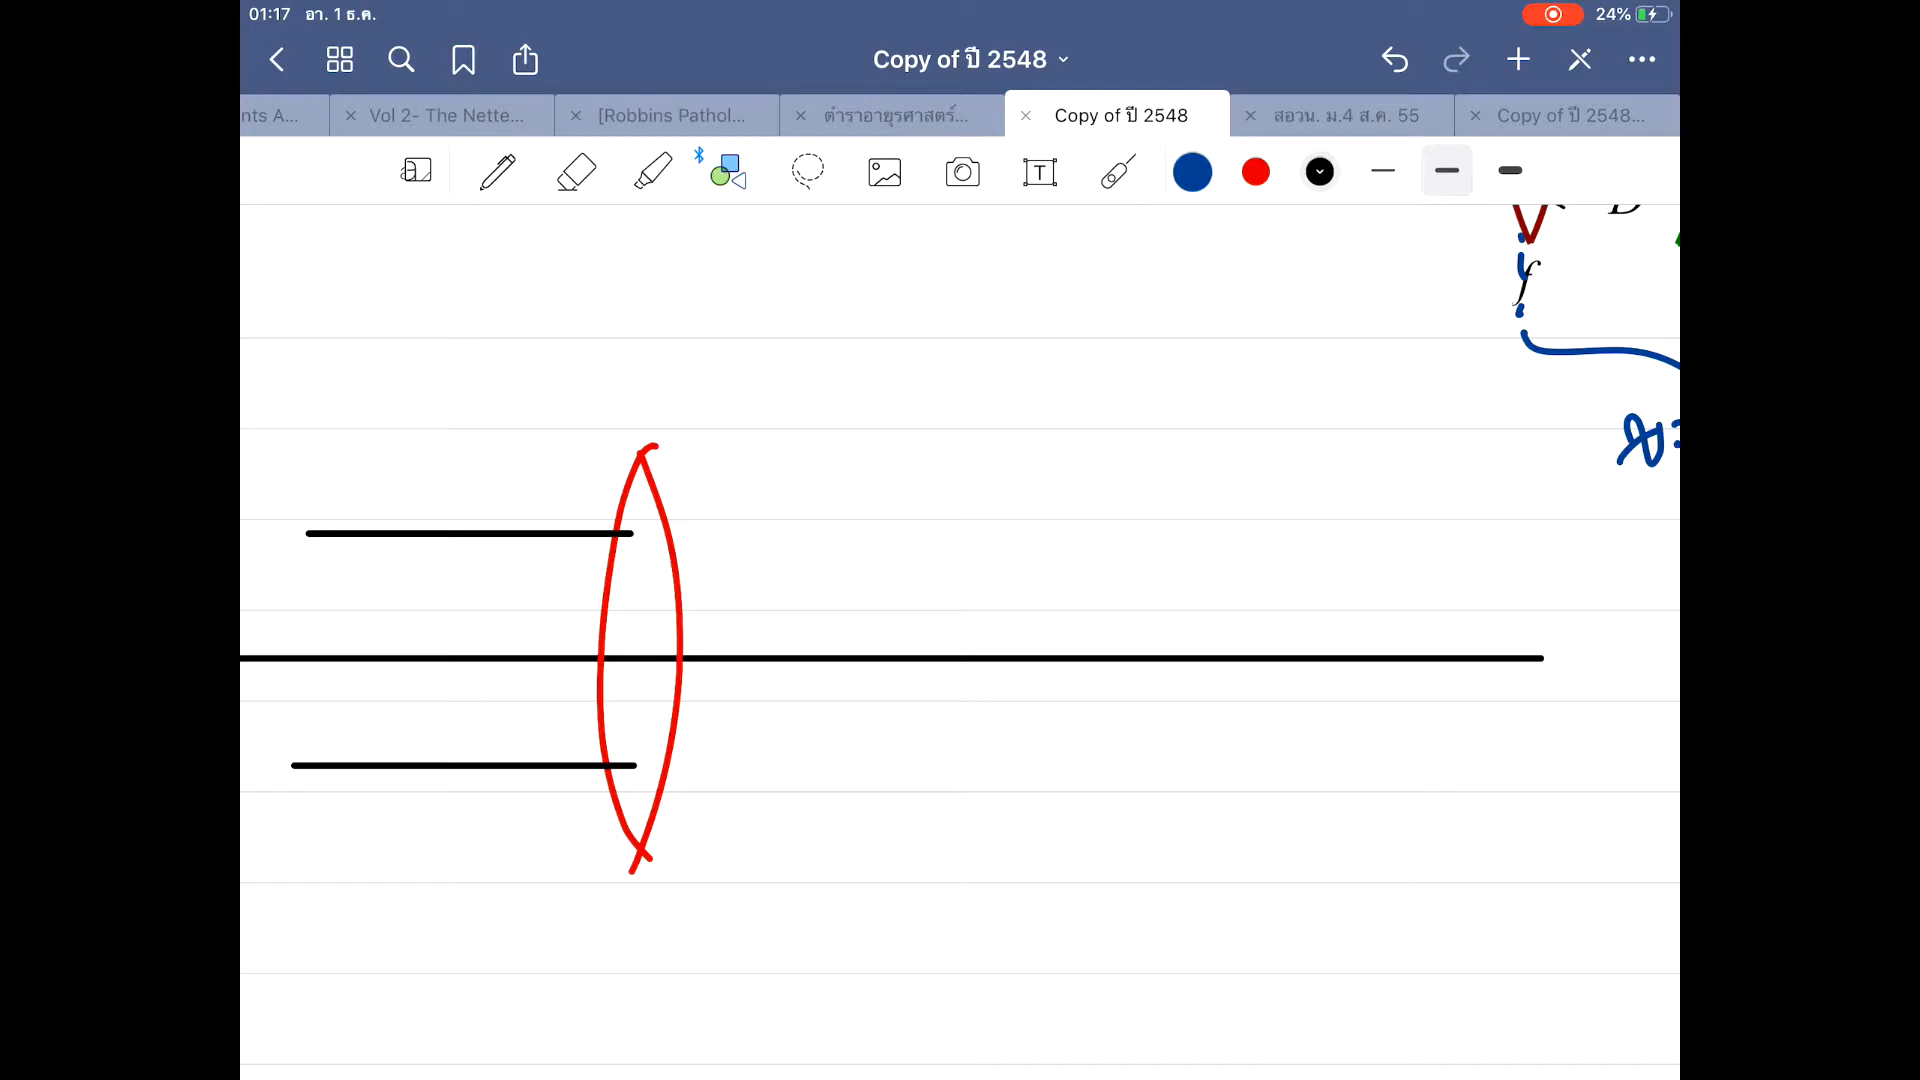 01:17 อา. 1 ธ.ค.
24%
Copy of ปี 2548
nts A...
Vol 2- The Nette...
[Robbins Pathol...
ตำราอายุรศาสตร์...
Copy of ปี 2548
สอวน. ม.4 ส.ค. 55
Copy of ปี 2548...
T
D
f